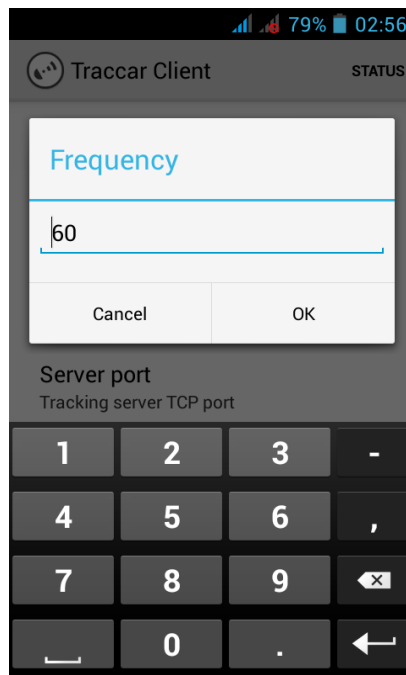 79% 02:56
Traccar Client STATUS
Frequency
60
Cancel OK
Server port
Tracking server TCP port
1 2 3 -
4 5 6 ,
7 8 9
0 .